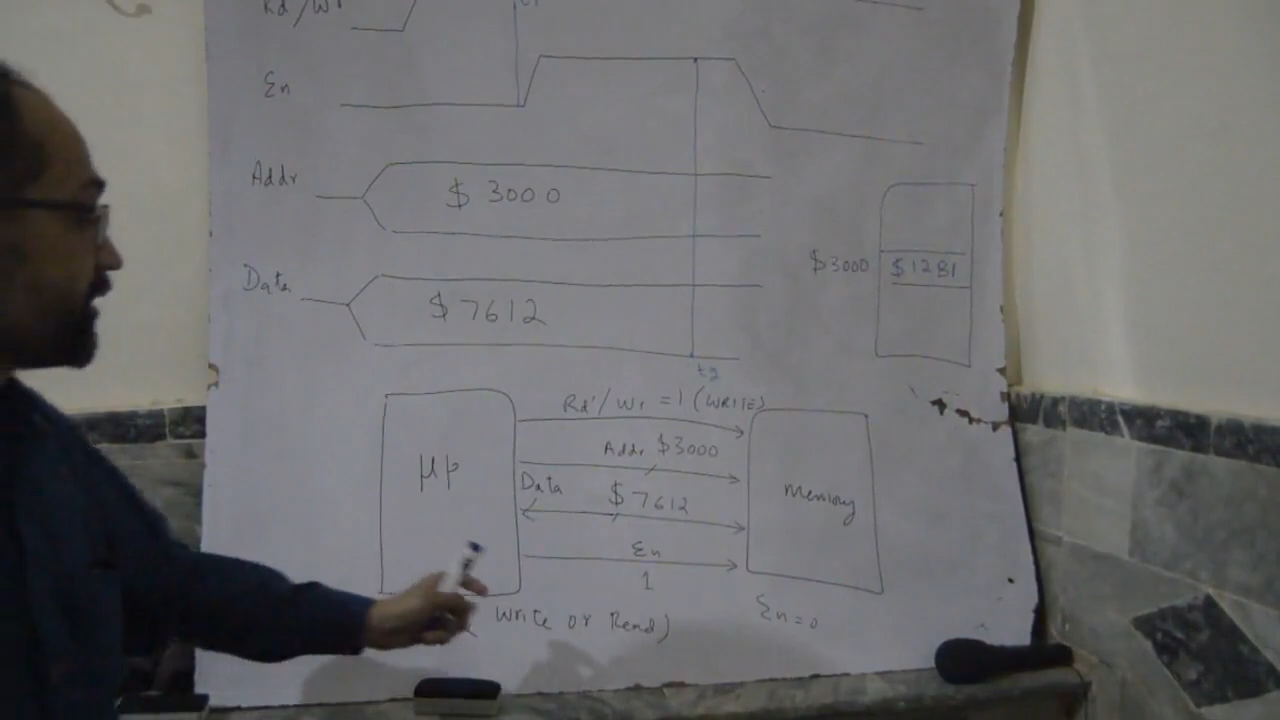 Rd/Wr
t1
En
Addr
$ 3000
$3000 $1281
Data
$ 7612
t2
Rd'/Wr = 1 (WRITE)
Addr $3000
μp
Data $7612
Memory
En
1
Write or Read)
En = 0